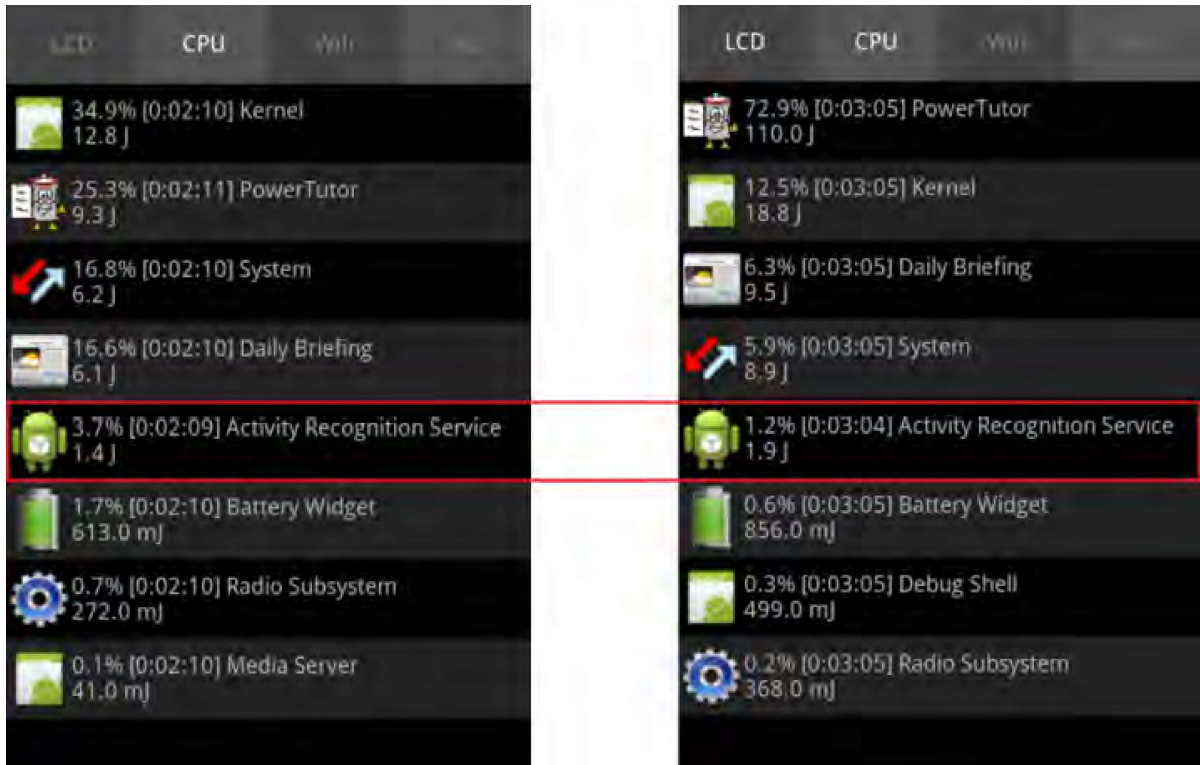 LCD CPU Wifi
34.9% [0:02:10] Kernel
12.8 J
25.3% [0:02:11] PowerTutor
9.3 J
16.8% [0:02:10] System
6.2 J
16.6% [0:02:10] Daily Briefing
6.1 J
3.7% [0:02:09] Activity Recognition Service
1.4 J
1.7% [0:02:10] Battery Widget
613.0 mJ
0.7% [0:02:10] Radio Subsystem
272.0 mJ
0.1% [0:02:10] Media Server
41.0 mJ
LCD CPU Wifi
72.9% [0:03:05] PowerTutor
110.0 J
12.5% [0:03:05] Kernel
18.8 J
6.3% [0:03:05] Daily Briefing
9.5 J
5.9% [0:03:05] System
8.9 J
1.2% [0:03:04] Activity Recognition Service
1.9 J
0.6% [0:03:05] Battery Widget
856.0 mJ
0.3% [0:03:05] Debug Shell
499.0 mJ
0.2% [0:03:05] Radio Subsystem
368.0 mJ